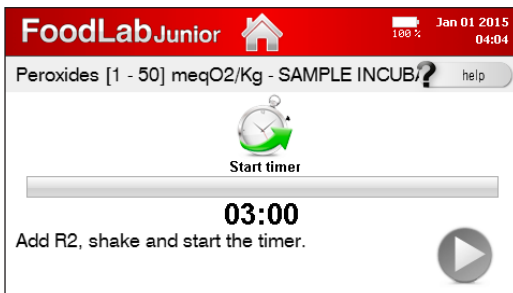 FoodLab Junior
100 %
Jan 01 2015
04:04
Peroxides [1 - 50] meqO2/Kg - SAMPLE INCUBA
? help
Start timer
03:00
Add R2, shake and start the timer.